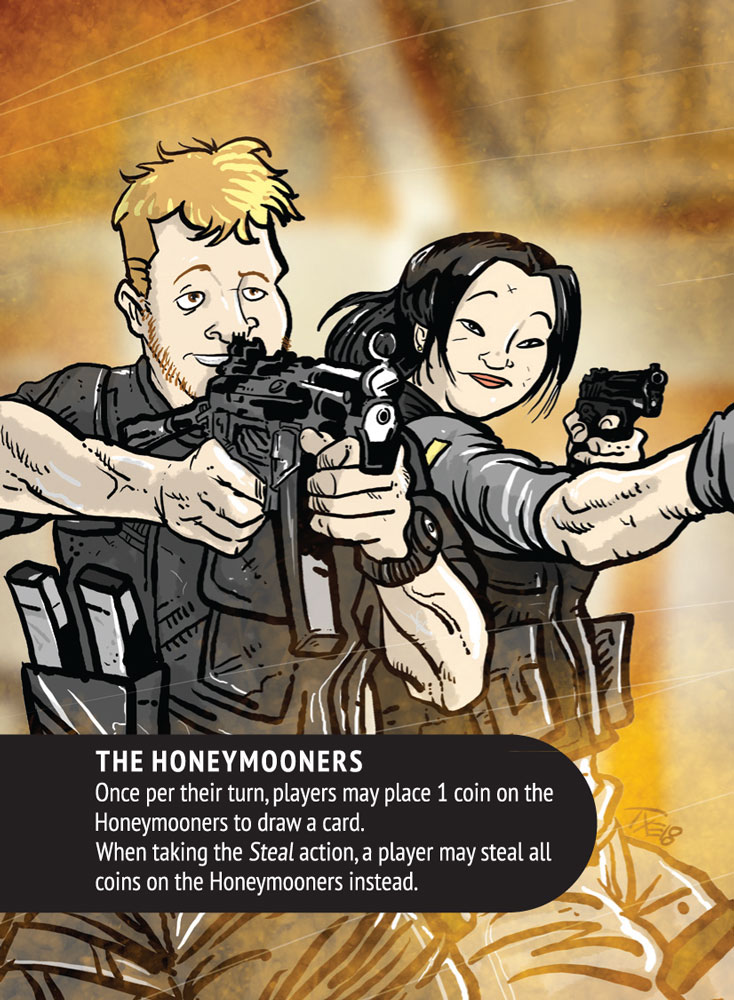 THE HONEYMOONERS
Once per their turn, players may place 1 coin on the
Honeymooners to draw a card.
When taking the Steal action, a player may steal all
coins on the Honeymooners instead.